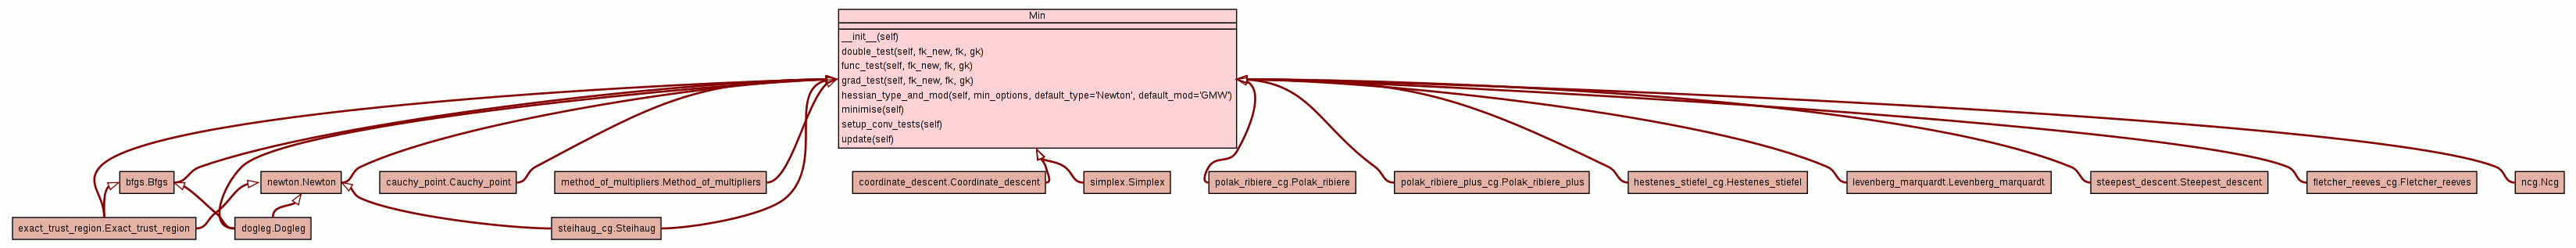 Min
__init__(self)
double_test(self, fk_new, fk, gk)
func_test(self, fk_new, fk, gk)
grad_test(self, fk_new, fk, gk)
hessian_type_and_mod(self, min_options, default_type='Newton', default_mod='GMW')
minimise(self)
setup_conv_tests(self)
update(self)
bfgs.Bfgs
newton.Newton
cauchy_point.Cauchy_point
method_of_multipliers.Method_of_multipliers
coordinate_descent.Coordinate_descent
simplex.Simplex
polak_ribiere_cg.Polak_ribiere
polak_ribiere_plus_cg.Polak_ribiere_plus
hestenes_stiefel_cg.Hestenes_stiefel
levenberg_marquardt.Levenberg_marquardt
steepest_descent.Steepest_descent
fletcher_reeves_cg.Fletcher_reeves
ncg.Ncg
exact_trust_region.Exact_trust_region
dogleg.Dogleg
steihaug_cg.Steihaug